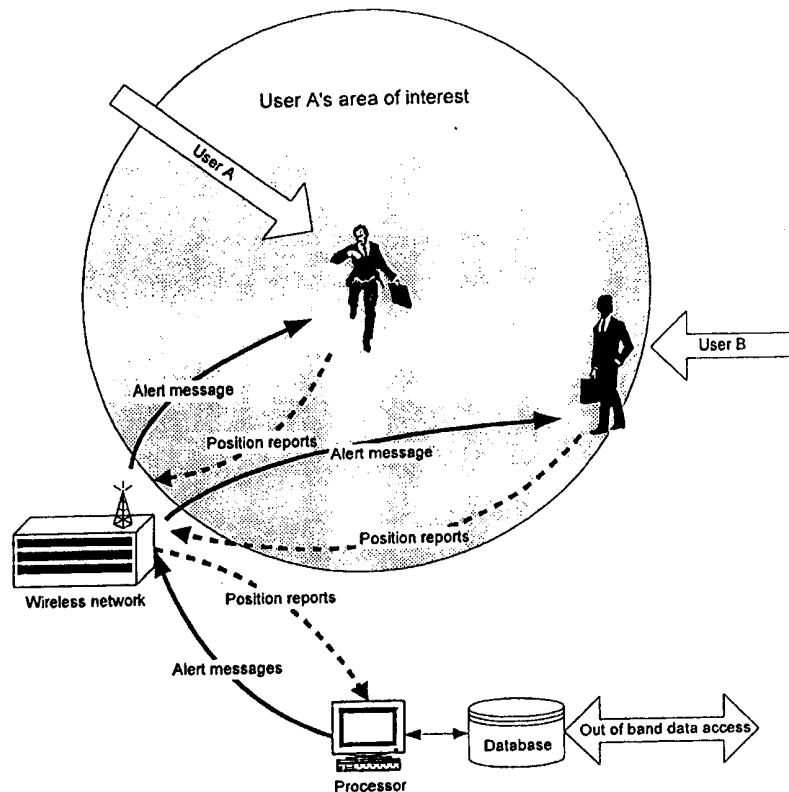 User A's area of interest
User A
User B
Alert message
Position reports
Alert message
Position reports
Wireless network
Position reports
Alert messages
Out of band data access
Database
Processor